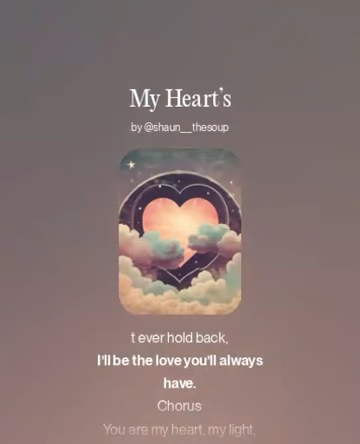 My Heart's
by @shaun__thesoup
t ever hold back,
I'll be the love you'll always
have.
Chorus
You are my heart, my light,